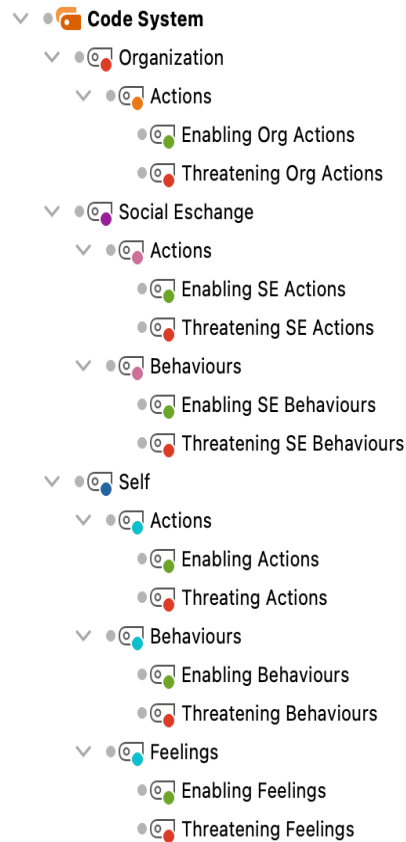 Code System
Organization
Actions
Enabling Org Actions
Threatening Org Actions
Social Eschange
Actions
Enabling SE Actions
Threatening SE Actions
Behaviours
Enabling SE Behaviours
Threatening SE Behaviours
Self
Actions
Enabling Actions
Threating Actions
Behaviours
Enabling Behaviours
Threatening Behaviours
Feelings
Enabling Feelings
Threatening Feelings